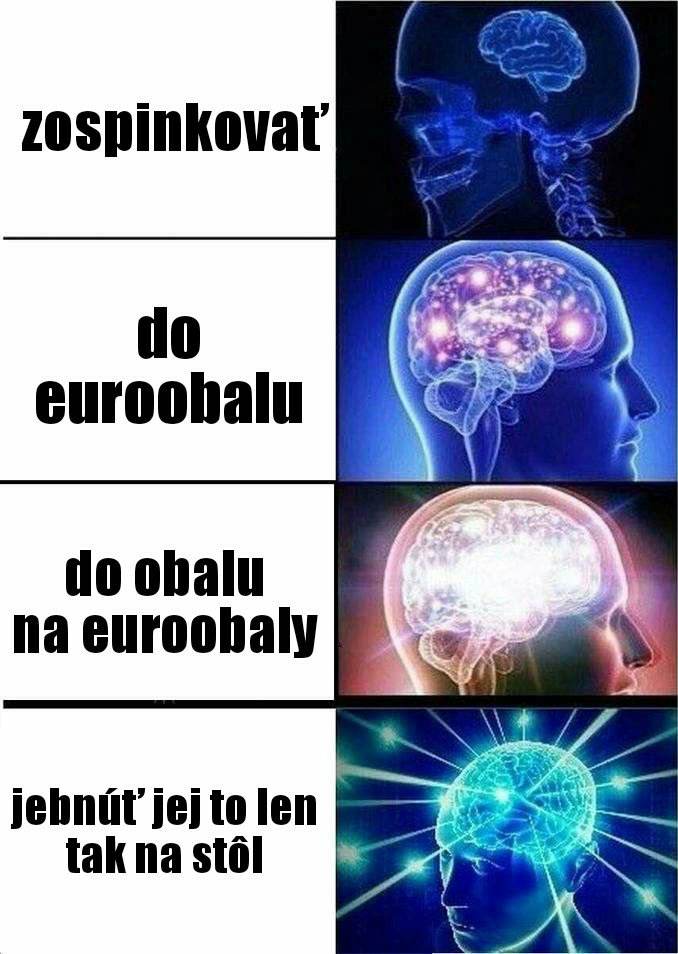 zospinkovať
do
euroobalu
do obalu
na euroobaly
jebnúť jej to len
tak na stôl